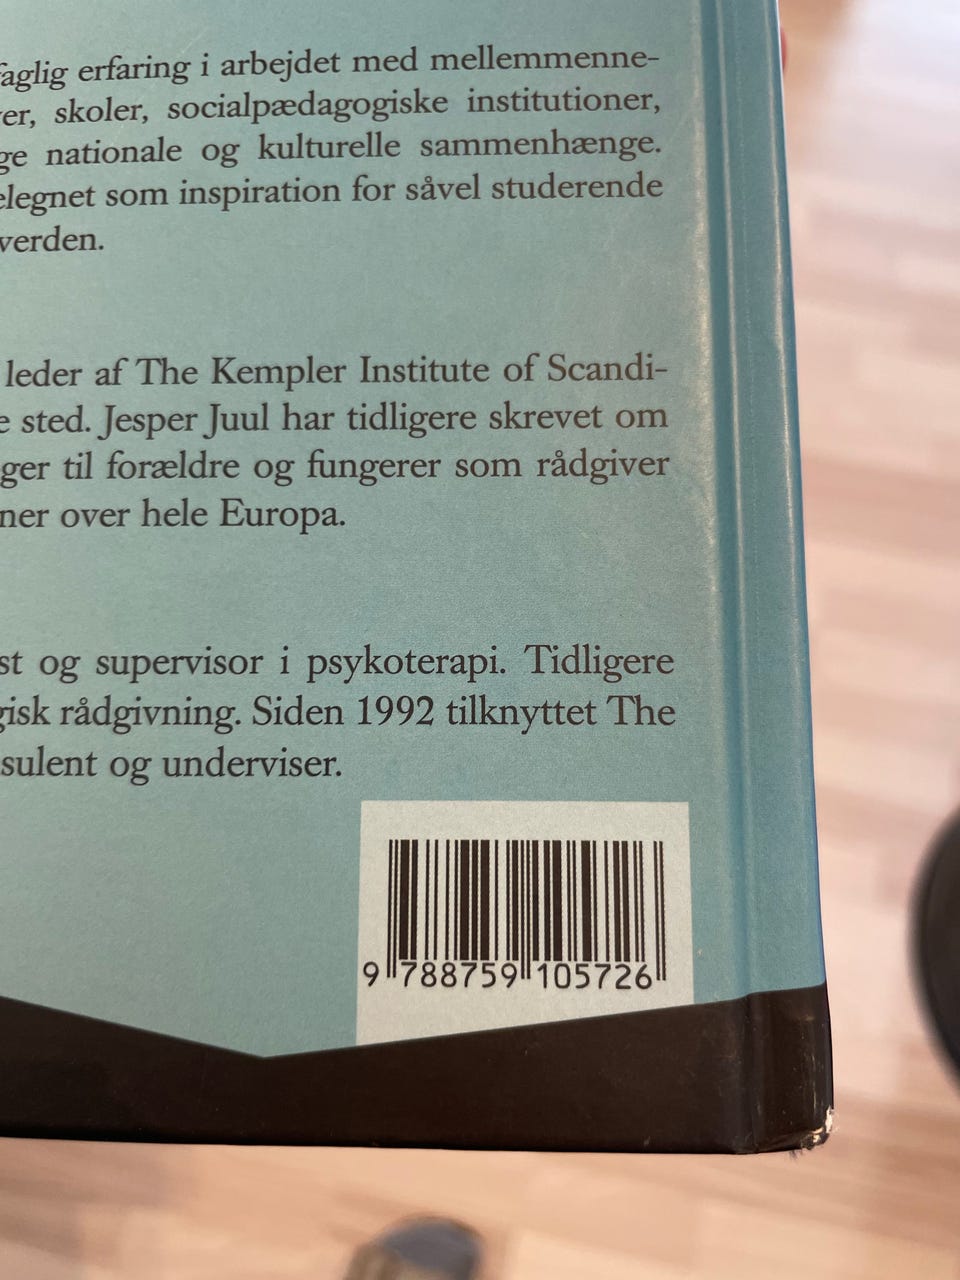 faglig erfaring i arbejdet med mellemmenne-
er, skoler, socialpædagogiske institutioner,
ge nationale og kulturelle sammenhænge.
elegnet som inspiration for såvel studerende
verden.
leder af The Kempler Institute of Scandi-
e sted. Jesper Juul har tidligere skrevet om
ger til forældre og fungerer som rådgiver
ner over hele Europa.
st og supervisor i psykoterapi. Tidligere
gisk rådgivning. Siden 1992 tilknyttet The
sulent og underviser.
9 788759 105726